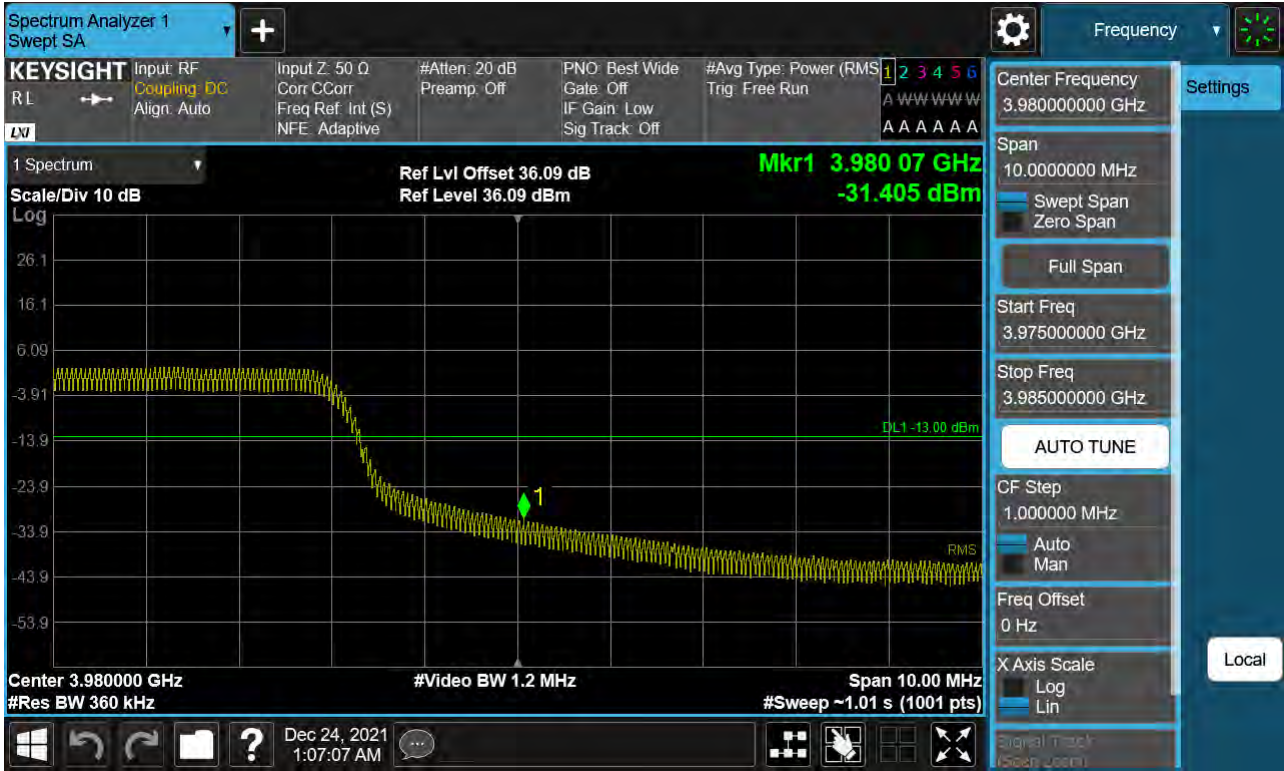 Spectrum Analyzer 1
Swept SA
Frequency
KEYSIGHT
RL
LXI
Input: RF
Coupling: DC
Align: Auto
Input Z: 50 Ω
Corr CCorr
Freq Ref: Int (S)
NFE: Adaptive
#Atten: 20 dB
Preamp: Off
PNO: Best Wide
Gate: Off
IF Gain: Low
Sig Track: Off
#Avg Type: Power (RMS
Trig: Free Run
1 2 3 4 5 6
A W W W W W
A A A A A A
1 Spectrum
Scale/Div 10 dB
Log
Ref Lvl Offset 36.09 dB
Ref Level 36.09 dBm
Mkr1 3.980 07 GHz
-31.405 dBm
26.1
16.1
6.09
-3.91
-13.9
-23.9
-33.9
-43.9
-53.9
DL1 -13.00 dBm
1
RMS
Center 3.980000 GHz
#Res BW 360 kHz
#Video BW 1.2 MHz
Span 10.00 MHz
#Sweep ~1.01 s (1001 pts)
Center Frequency
3.980000000 GHz
Settings
Span
10.0000000 MHz
Swept Span
Zero Span
Full Span
Start Freq
3.975000000 GHz
Stop Freq
3.985000000 GHz
AUTO TUNE
CF Step
1.000000 MHz
Auto
Man
Freq Offset
0 Hz
X Axis Scale
Log
Lin
Local
Signal Track
(Span Zoom)
?
Dec 24, 2021
1:07:07 AM